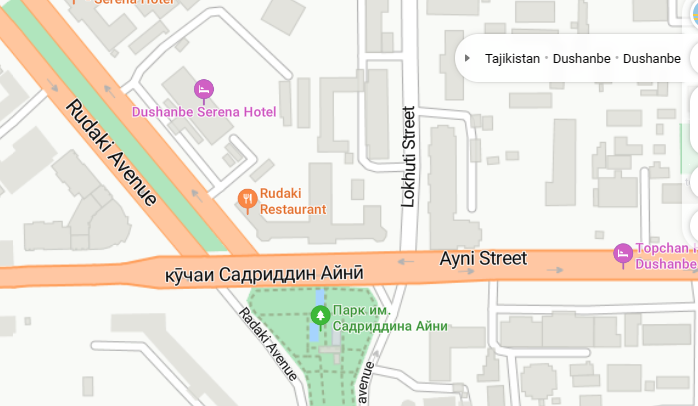 Serena Hotel
Tajikistan · Dushanbe · Dushanbe
Dushanbe Serena Hotel
Rudaki Avenue
Lokhuti Street
Rudaki
Restaurant
Topchan
Dushanbe
Ayni Street
кӯчаи Садриддин Айнӣ
Парк им.
Садриддина Айни
Radaki Avenue
avenue